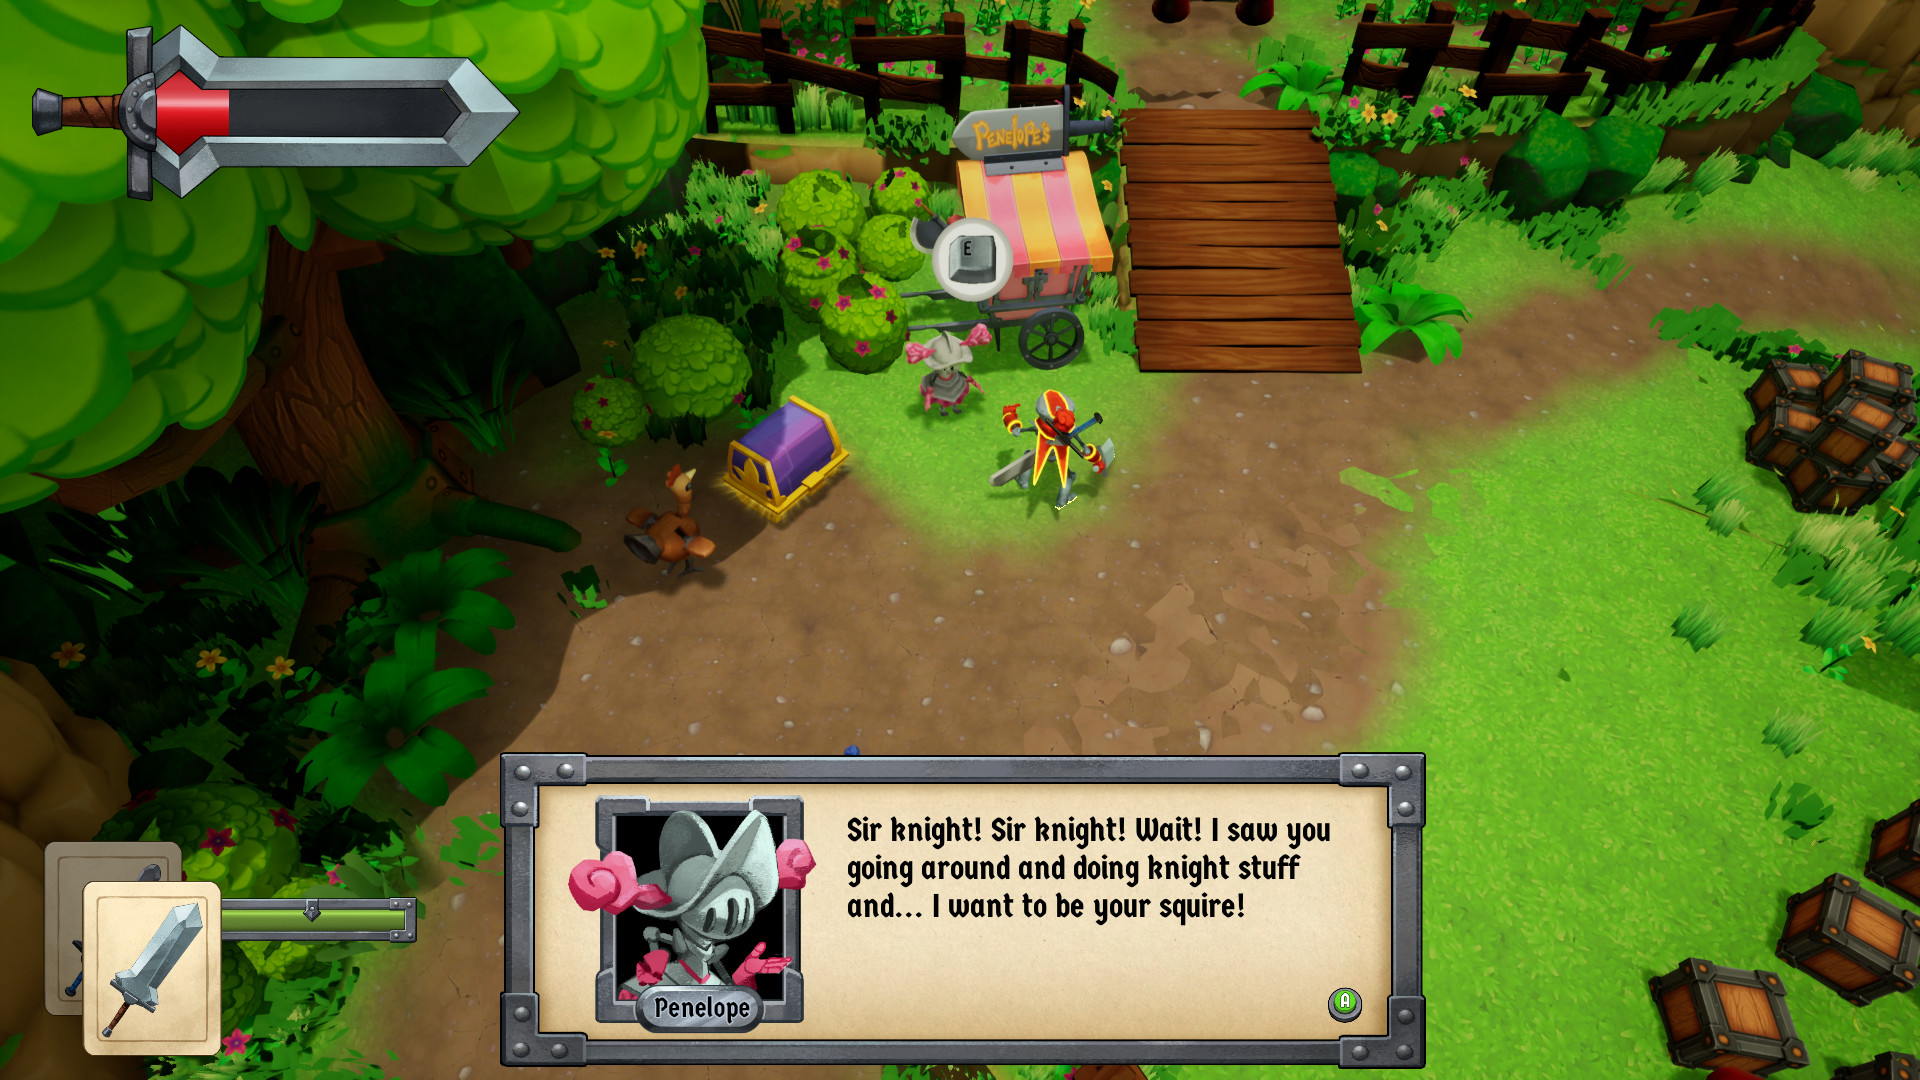 PENELOPE'S
E
Sir knight! Sir knight! Wait! I saw you
going around and doing knight stuff
and... I want to be your squire!
Penelope
A